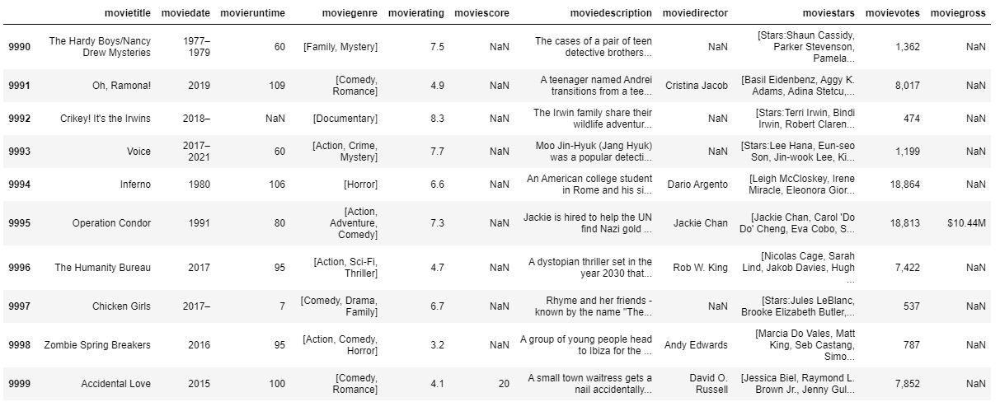 movietitle moviedate movieruntime moviegenre movierating moviescore moviedescription moviedirector moviestars movievotes moviegross
9990 The Hardy Boys/Nancy Drew Mysteries 1977–1979 60 [Family, Mystery] 7.5 NaN The cases of a pair of teen detective brothers... NaN [Stars:Shaun Cassidy, Parker Stevenson, Pamela... 1,362 NaN
9991 Oh, Ramona! 2019 109 [Comedy, Romance] 4.9 NaN A teenager named Andrei transitions from a tee... Cristina Jacob [Basil Eidenbenz, Aggy K. Adams, Adina Stetcu,... 8,017 NaN
9992 Crikey! It's the Irwins 2018– NaN [Documentary] 8.3 NaN The Irwin family share their wildlife adventur... NaN [Stars:Terri Irwin, Bindi Irwin, Robert Claren... 474 NaN
9993 Voice 2017–2021 60 [Action, Crime, Mystery] 7.7 NaN Moo Jin-Hyuk (Jang Hyuk) was a popular detecti... NaN [Stars:Lee Hana, Eun-seo Son, Jin-wook Lee, Ki... 1,199 NaN
9994 Inferno 1980 106 [Horror] 6.6 NaN An American college student in Rome and his si... Dario Argento [Leigh McCloskey, Irene Miracle, Eleonora Gior... 18,864 NaN
9995 Operation Condor 1991 80 [Action, Adventure, Comedy] 7.3 NaN Jackie is hired to help the UN find Nazi gold ... Jackie Chan [Jackie Chan, Carol 'Do Do' Cheng, Eva Cobo, S... 18,813 $10.44M
9996 The Humanity Bureau 2017 95 [Action, Sci-Fi, Thriller] 4.7 NaN A dystopian thriller set in the year 2030 that... Rob W. King [Nicolas Cage, Sarah Lind, Jakob Davies, Hugh ... 7,422 NaN
9997 Chicken Girls 2017– 7 [Comedy, Drama, Family] 6.7 NaN Rhyme and her friends - known by the name "The... NaN [Stars:Jules LeBlanc, Brooke Elizabeth Butler,... 537 NaN
9998 Zombie Spring Breakers 2016 95 [Action, Comedy, Horror] 3.2 NaN A group of young people head to Ibiza for the ... Andy Edwards [Marcia Do Vales, Matt King, Seb Castang, Simo... 787 NaN
9999 Accidental Love 2015 100 [Comedy, Romance] 4.1 20 A small town waitress gets a nail accidentally... David O. Russell [Jessica Biel, Raymond L. Brown Jr., Jenny Gul... 7,852 NaN